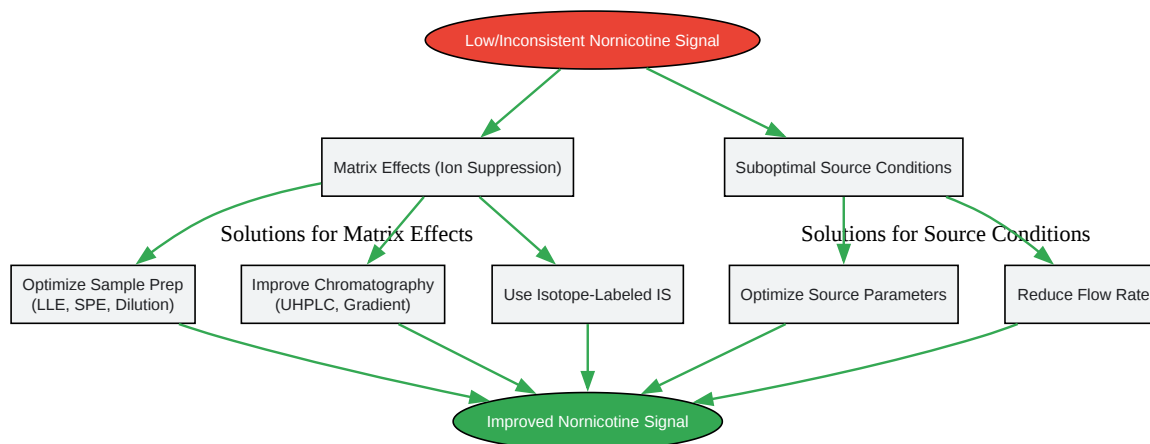 Low/Inconsistent Nornicotine Signal
Matrix Effects (Ion Suppression)
Suboptimal Source Conditions
Solutions for Matrix Effects
Solutions for Source Conditions
Optimize Sample Prep
(LLE, SPE, Dilution)
Improve Chromatography
(UHPLC, Gradient)
Use Isotope-Labeled IS
Optimize Source Parameters
Reduce Flow Rate
Improved Nornicotine Signal